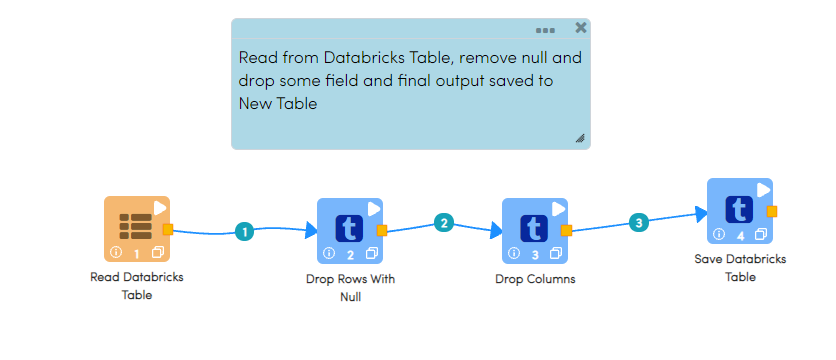 Read from Databricks Table, remove null and
drop some field and final output saved to
New Table
1
2
3
t
t
t
1
2
3
4
Read Databricks
Table
Drop Rows With
Null
Drop Columns
Save Databricks
Table